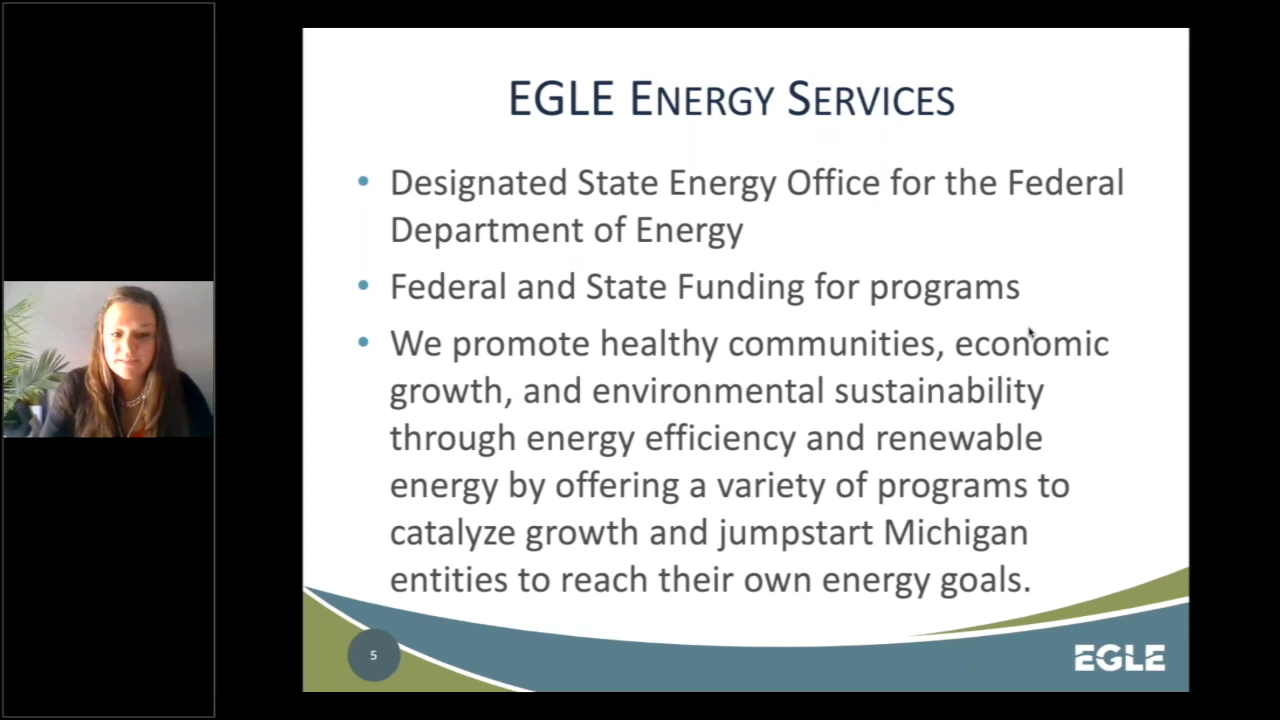 EGLE ENERGY SERVICES
• Designated State Energy Office for the Federal
Department of Energy
• Federal and State Funding for programs
• We promote healthy communities, economic
growth, and environmental sustainability
through energy efficiency and renewable
energy by offering a variety of programs to
catalyze growth and jumpstart Michigan
entities to reach their own energy goals.
5
EGLE